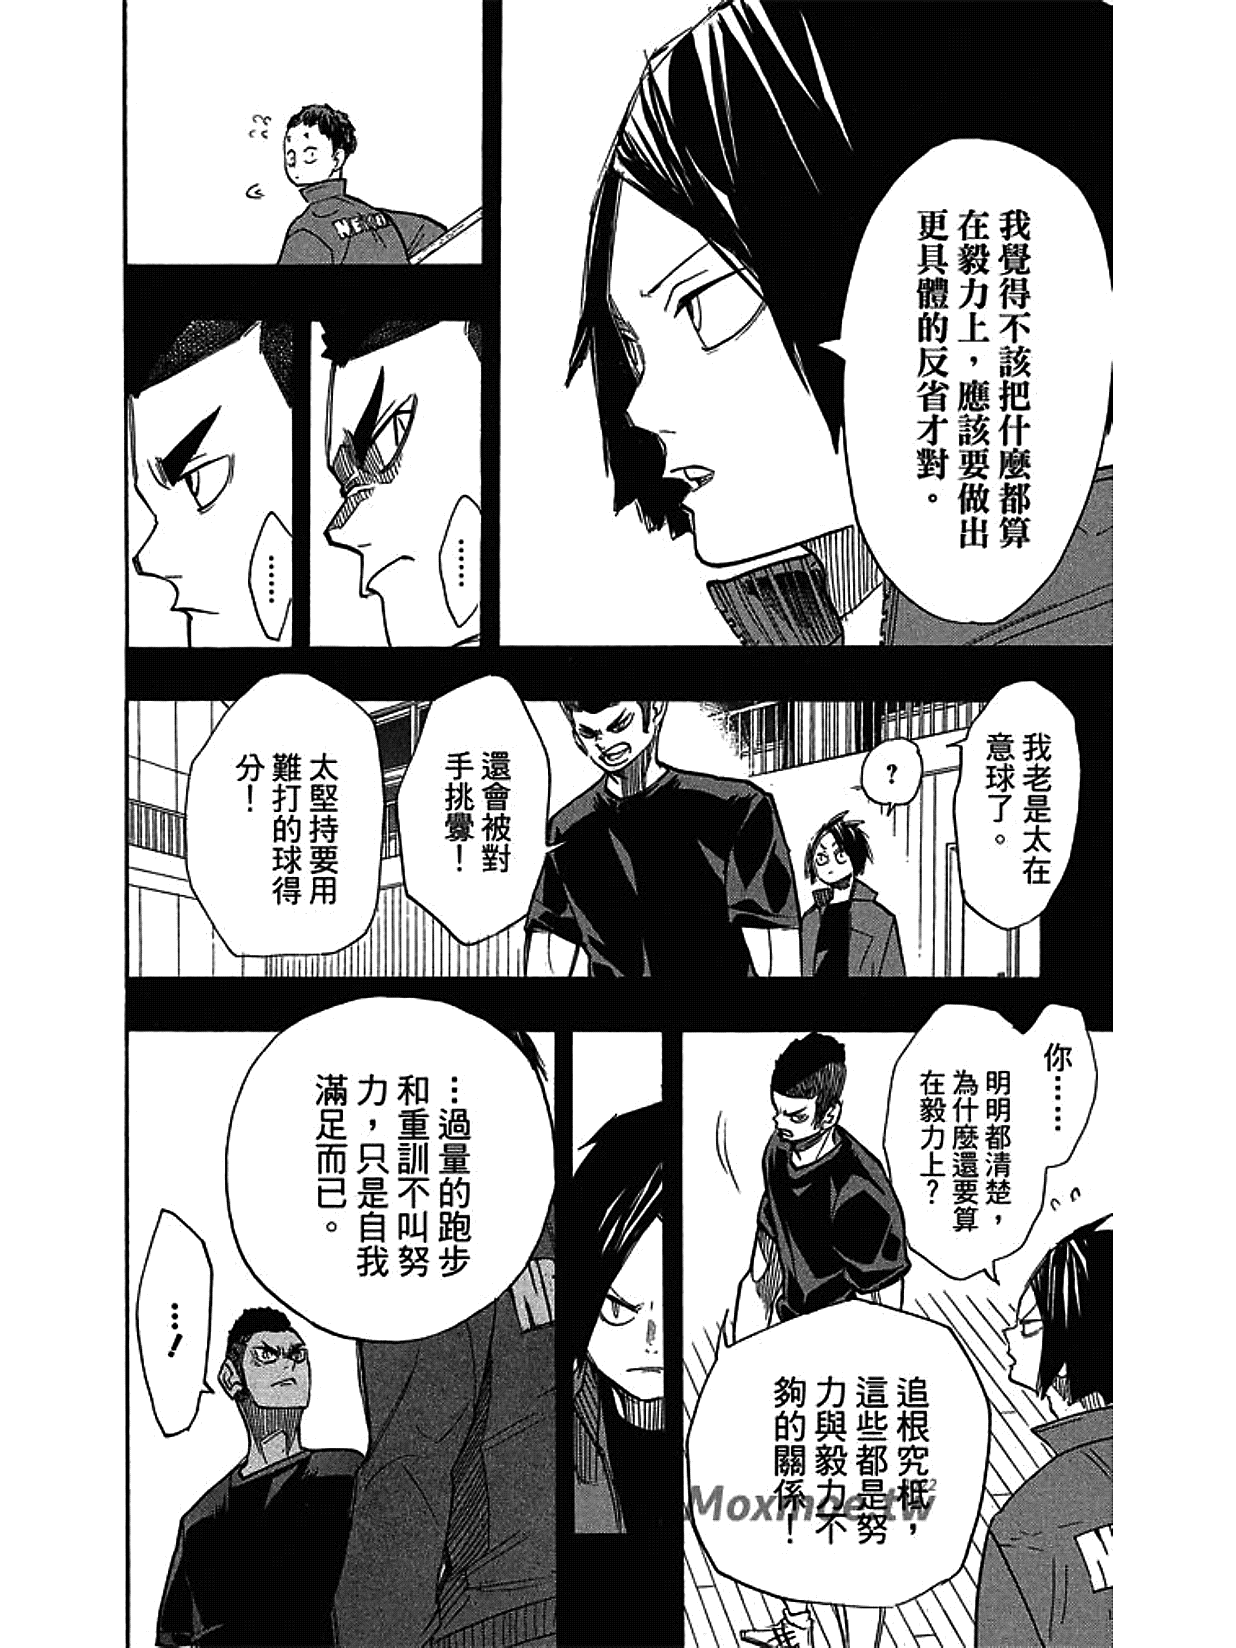 我覺得不該把什麼都算
在毅力上，應該要做出
更具體的反省才對。
NEKO
……
……
我老是太在
意球了。
？
還會被對
手挑釁！
太堅持要用
難打的球得
分！
你……
明明都清楚，
為什麼還要算
在毅力上？
追根究柢，
這些都是努
力與毅力不
夠的關係！
N
…過量的跑步
和重訓不叫努
力，只是自我
滿足而已。
N
…！
Moxmoe.tw